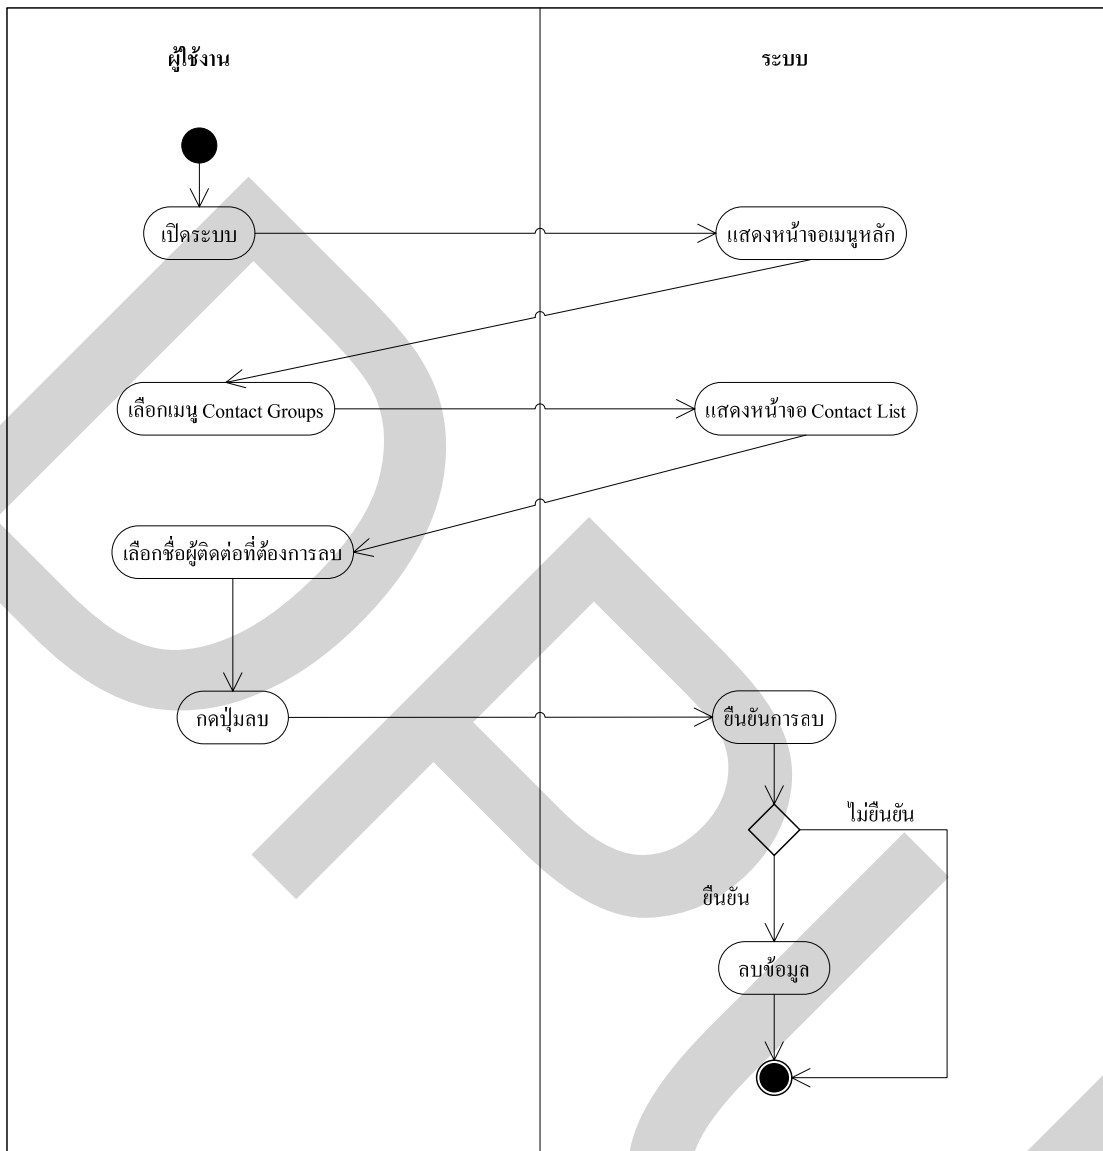 ผู้ใช้งาน
ระบบ
เปิดระบบ
แสดงหน้าจอเมนูหลัก
เลือกเมนู Contact Groups
แสดงหน้าจอ Contact List
เลือกชื่อผู้ติดต่อที่ต้องการลบ
กดปุ่มลบ
ยืนยันการลบ
ไม่ยืนยัน
ยืนยัน
ลบข้อมูล